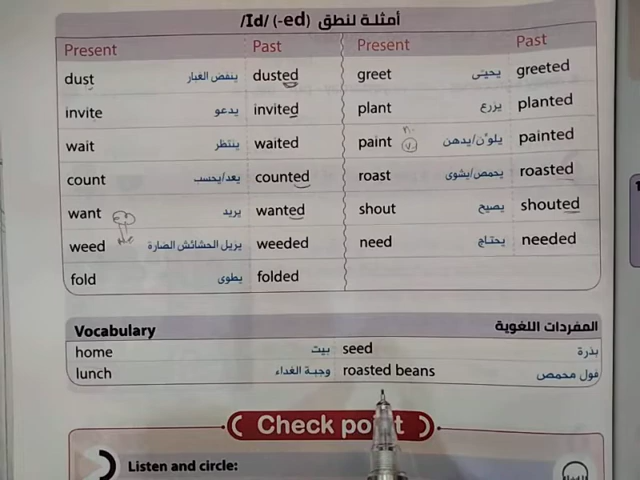 أمثلة لنطق /Id/ (-ed)
Present Past Present Past
dust ينفض الغبار dusted greet يحيى greeted
invite يدعو invited plant يزرع planted
wait ينتظر waited paint يلون/يدهن painted
count يعد/يحسب counted roast يحمص/يشوى roasted
want يريد wanted shout يصيح shouted
weed يزيل الحشائش الضارة weeded need يحتاج needed
fold يطوى folded
Vocabulary المفردات اللغوية
home بيت seed بذرة
lunch وجبة الغداء roasted beans فول محمص
Check po t
Listen and circle: